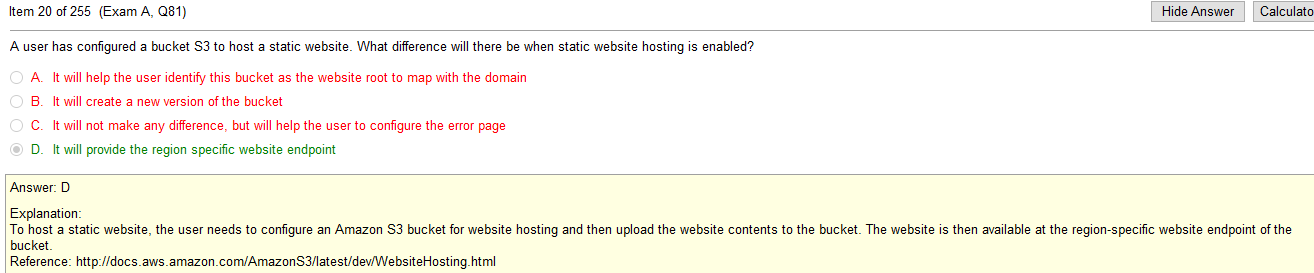 Item 20 of 255 (Exam A, Q81)
Hide Answer
A user has configured a bucket S3 to host a static website. What difference will there be when static website hosting is enabled?
A. It will help the user identify this bucket as the website root to map with the domain
B. It will create a new version of the bucket
C. It will not make any difference, but will help the user to configure the error page
D. It will provide the region specific website endpoint
Answer: D
Explanation:
To host a static website, the user needs to configure an Amazon S3 bucket for website hosting and then upload the website contents to the bucket. The website is then available at the region-specific website endpoint of the
bucket.
Reference: http://docs.aws.amazon.com/AmazonS3/latest/dev/WebsiteHosting.html